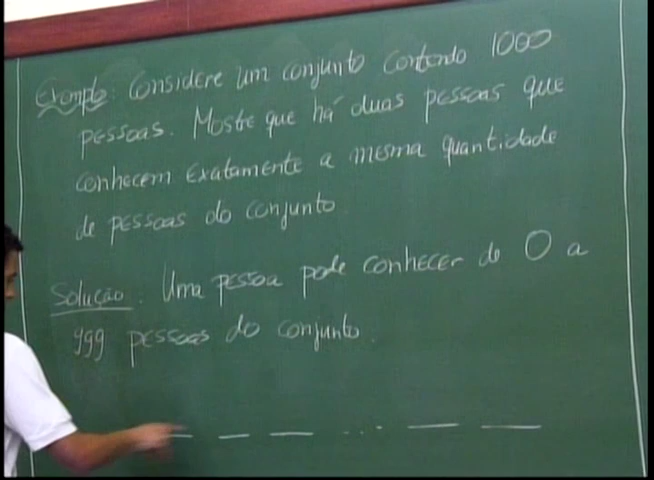 Exemplo: Considere um conjunto contendo 1000
pessoas. Mostre que há duas pessoas que
conhecem exatamente a mesma quantidade
de pessoas do conjunto
Solução. Uma pessoa pode conhecer de 0 a
999 pessoas do conjunto.